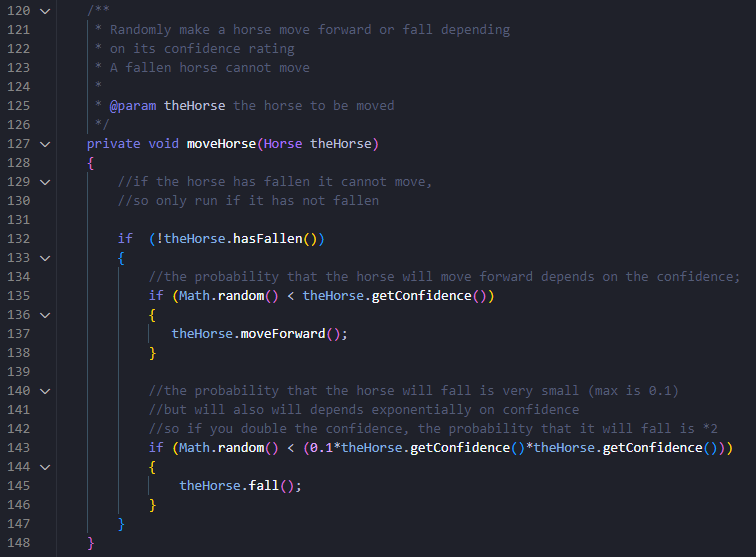 120 /**
121 * Randomly make a horse move forward or fall depending
122 * on its confidence rating
123 * A fallen horse cannot move
124 *
125 * @param theHorse the horse to be moved
126 */
127 private void moveHorse(Horse theHorse)
128 {
129 //if the horse has fallen it cannot move,
130 //so only run if it has not fallen
131
132 if  (!theHorse.hasFallen())
133 {
134 //the probability that the horse will move forward depends on the confidence;
135 if (Math.random() < theHorse.getConfidence())
136 {
137 theHorse.moveForward();
138 }
139
140 //the probability that the horse will fall is very small (max is 0.1)
141 //but will also will depends exponentially on confidence
142 //so if you double the confidence, the probability that it will fall is *2
143 if (Math.random() < (0.1*theHorse.getConfidence()*theHorse.getConfidence()))
144 {
145 theHorse.fall();
146 }
147 }
148 }